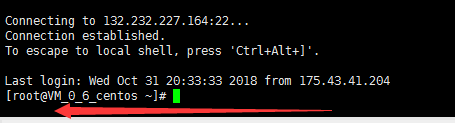 Connecting to 132.232.227.164:22...
Connection established.
To escape to local shell, press 'Ctrl+Alt+]'.
Last login: Wed Oct 31 20:33:33 2018 from 175.43.41.204
[root@VM_0_6_centos ~]#